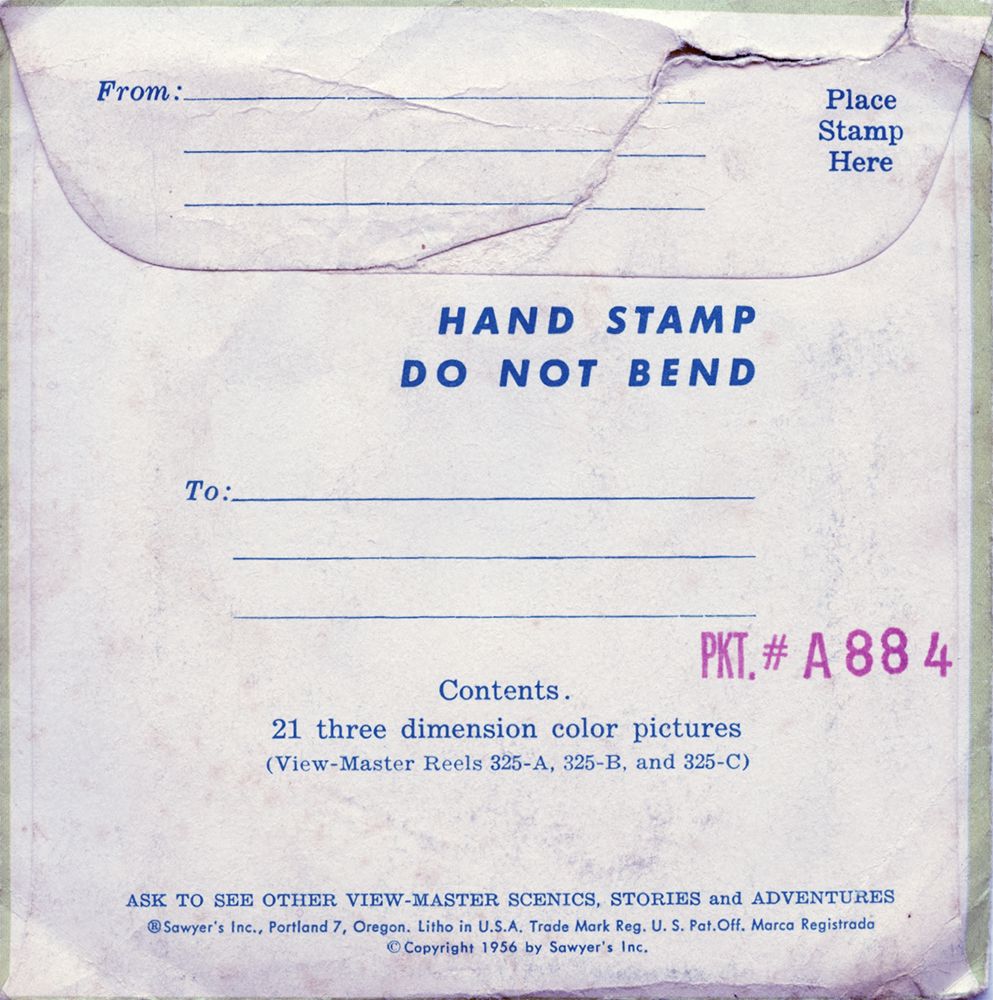 From:
Place
Stamp
Here
HAND STAMP
DO NOT BEND
To:
PKT. # A 884
Contents.
21 three dimension color pictures
(View-Master Reels 325-A, 325-B, and 325-C)
ASK TO SEE OTHER VIEW-MASTER SCENICS, STORIES and ADVENTURES
®Sawyer's Inc., Portland 7, Oregon. Litho in U.S.A. Trade Mark Reg. U. S. Pat.Off. Marca Registrada
©Copyright 1956 by Sawyer's Inc.